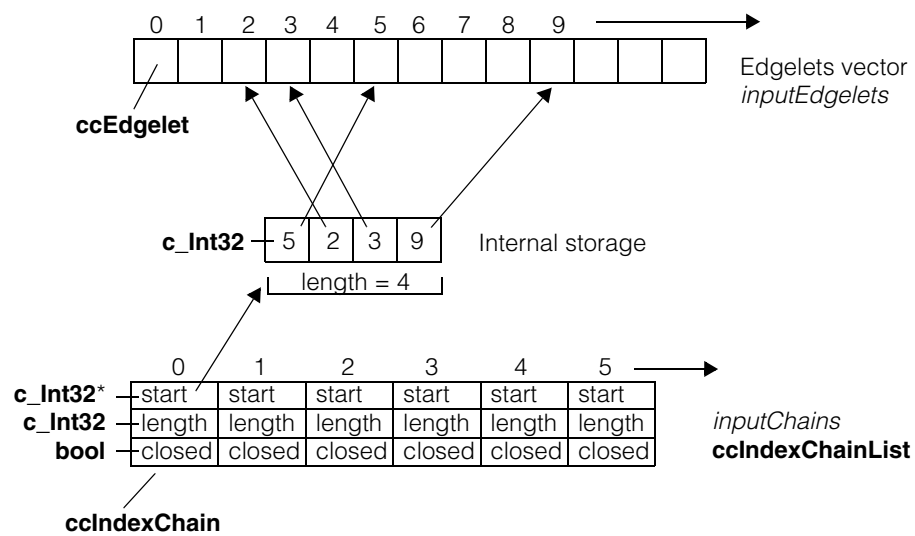 0 1 2 3 4 5 6 7 8 9
Edgelets vector
inputEdgelets
ccEdgelet
c_Int32 5 2 3 9 Internal storage
length = 4
0 1 2 3 4 5
c_Int32* start start start start start start
c_Int32 length length length length length length
bool closed closed closed closed closed closed
inputChains
ccIndexChainList
ccIndexChain